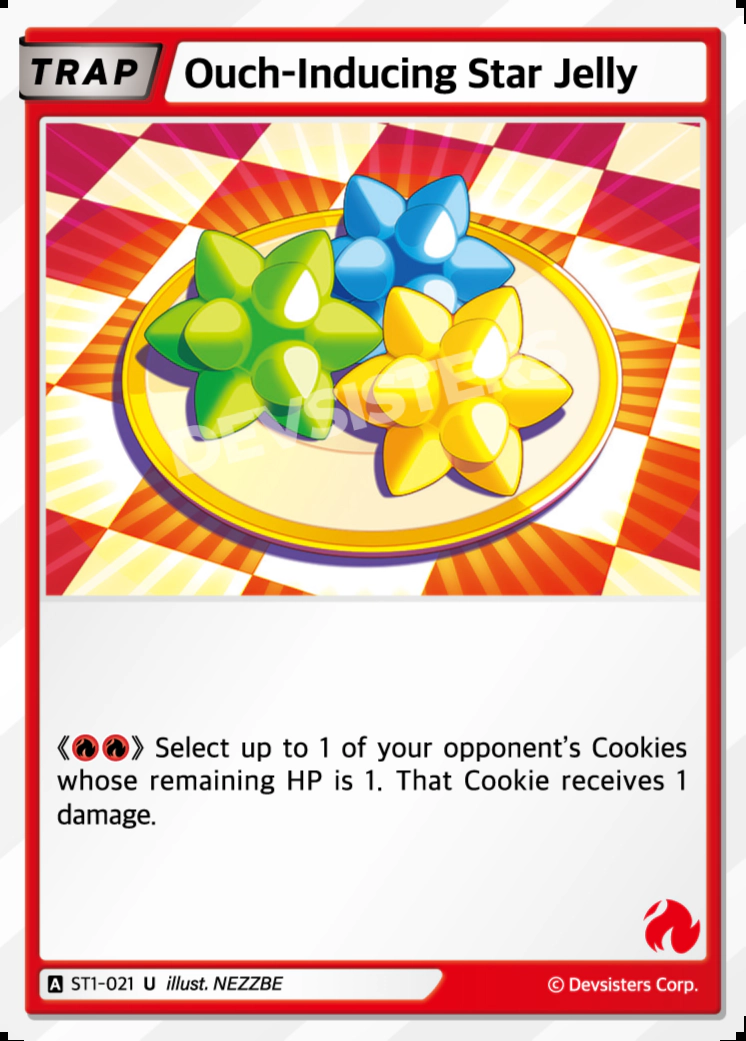 TRAP
Ouch-Inducing Star Jelly
DEVSISTERS
《 》 Select up to 1 of your opponent's Cookies
whose remaining HP is 1. That Cookie receives 1
damage.
A ST1-021 U illust. NEZZBE
© Devsisters Corp.